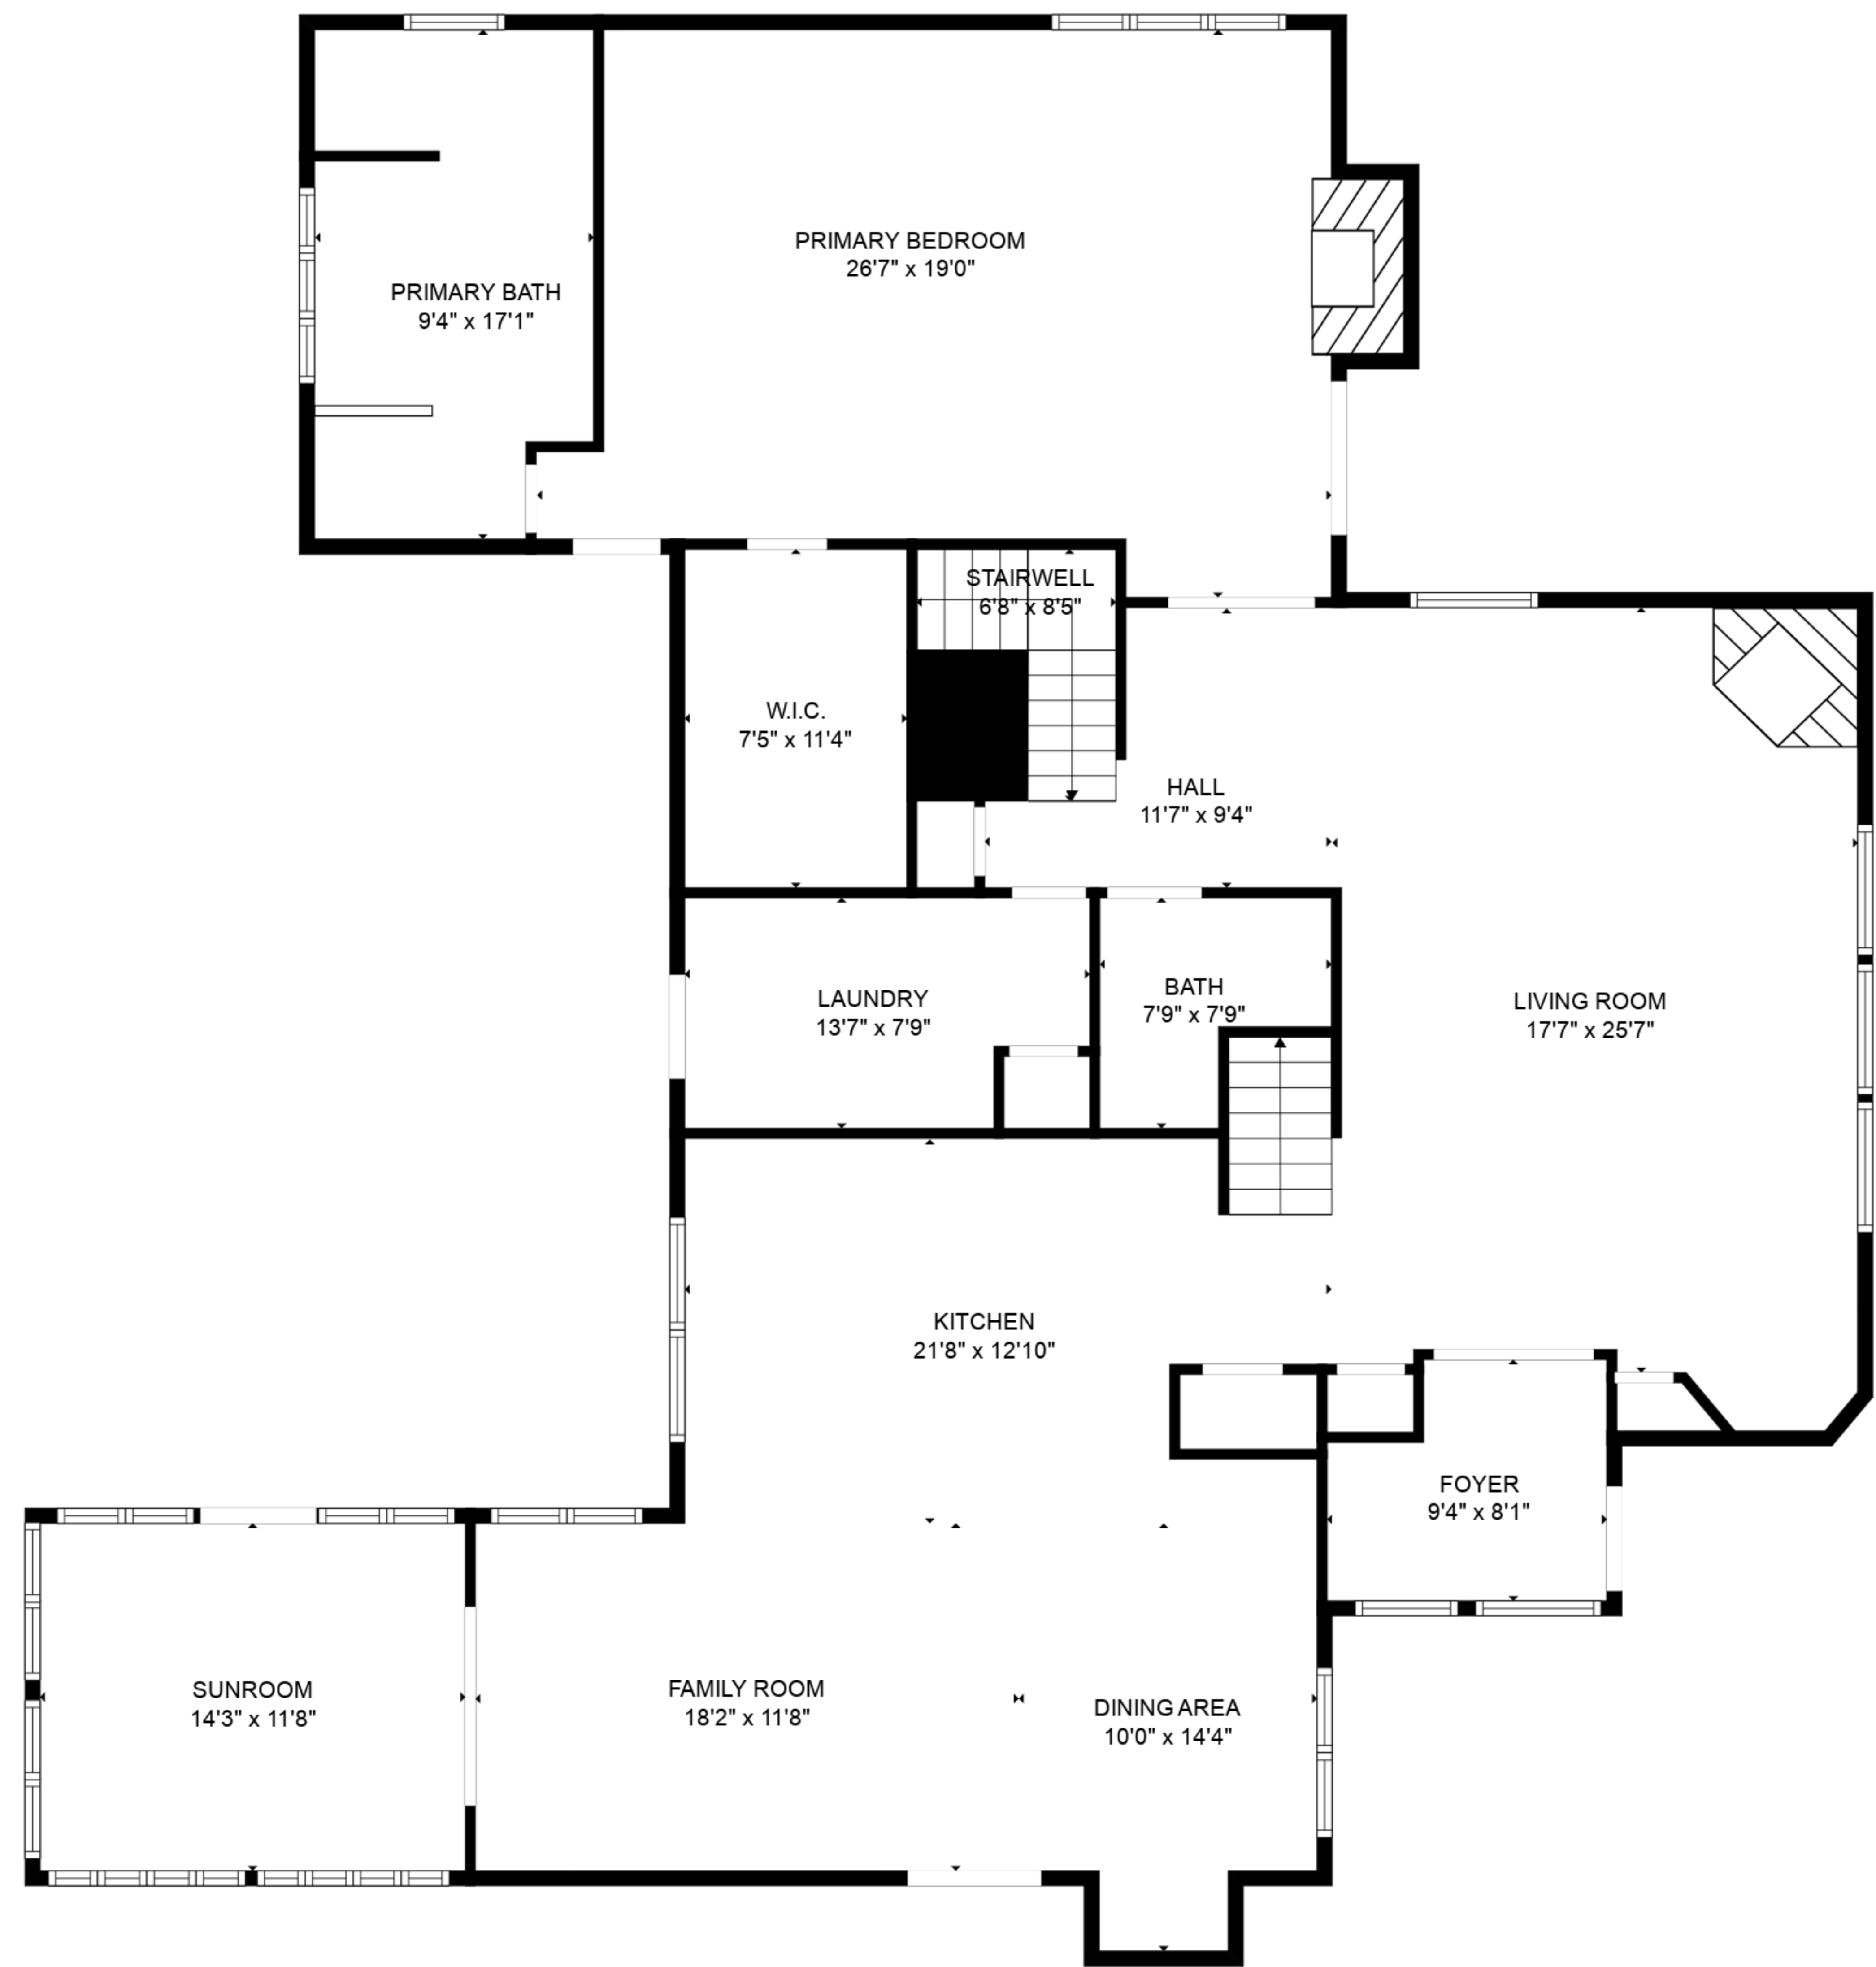 PRIMARY BEDROOM
26'7" x 19'0"
PRIMARY BATH
9'4" x 17'1"
STAIRWELL
6'8" x 8'5"
W.I.C.
7'5" x 11'4"
HALL
11'7" x 9'4"
LAUNDRY
13'7" x 7'9"
BATH
7'9" x 7'9"
LIVING ROOM
17'7" x 25'7"
KITCHEN
21'8" x 12'10"
FOYER
9'4" x 8'1"
SUNROOM
14'3" x 11'8"
FAMILY ROOM
18'2" x 11'8"
DINING AREA
10'0" x 14'4"